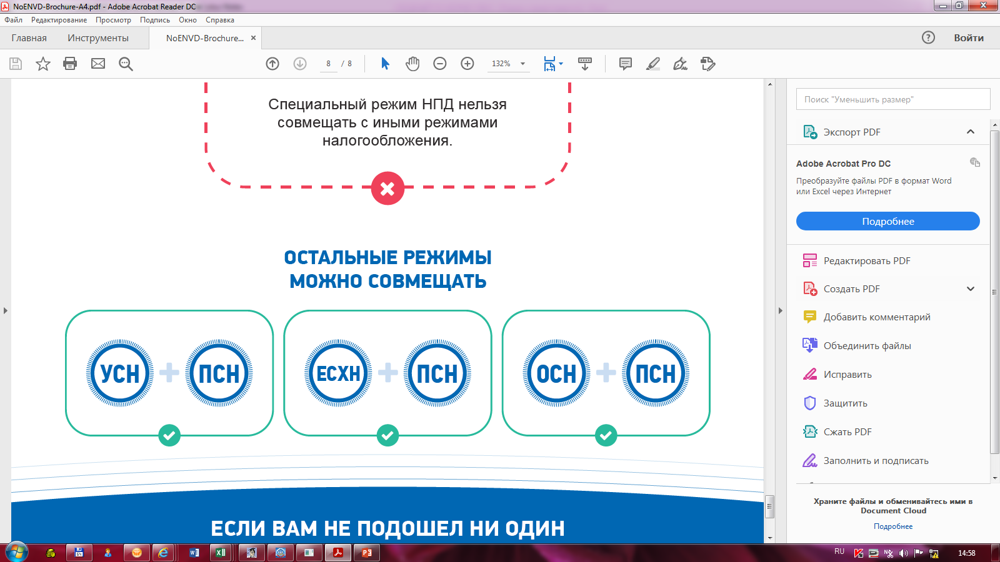 NoENVD-Brochure-A4.pdf - Adobe Acrobat Reader DC
Файл Редактирование Просмотр Подпись Окно Справка
Главная Инструменты NoENVD-Brochure... × Войти
8 / 8 132%
Специальный режим НПД нельзя
совмещать с иными режимами
налогообложения.
ОСТАЛЬНЫЕ РЕЖИМЫ
МОЖНО СОВМЕЩАТЬ
УСН + ПСН
ЕСХН + ПСН
ОСН + ПСН
ЕСЛИ ВАМ НЕ ПОДОШЕЛ НИ ОДИН
Поиск "Уменьшить размер"
Экспорт PDF
Adobe Acrobat Pro DC
Преобразуйте файлы PDF в формат Word
или Excel через Интернет
Подробнее
Редактировать PDF
Создать PDF
Добавить комментарий
Объединить файлы
Исправить
Защитить
Сжать PDF
Заполнить и подписать
Храните файлы и обменивайтесь ими в
Document Cloud
Подробнее
RU 14:58